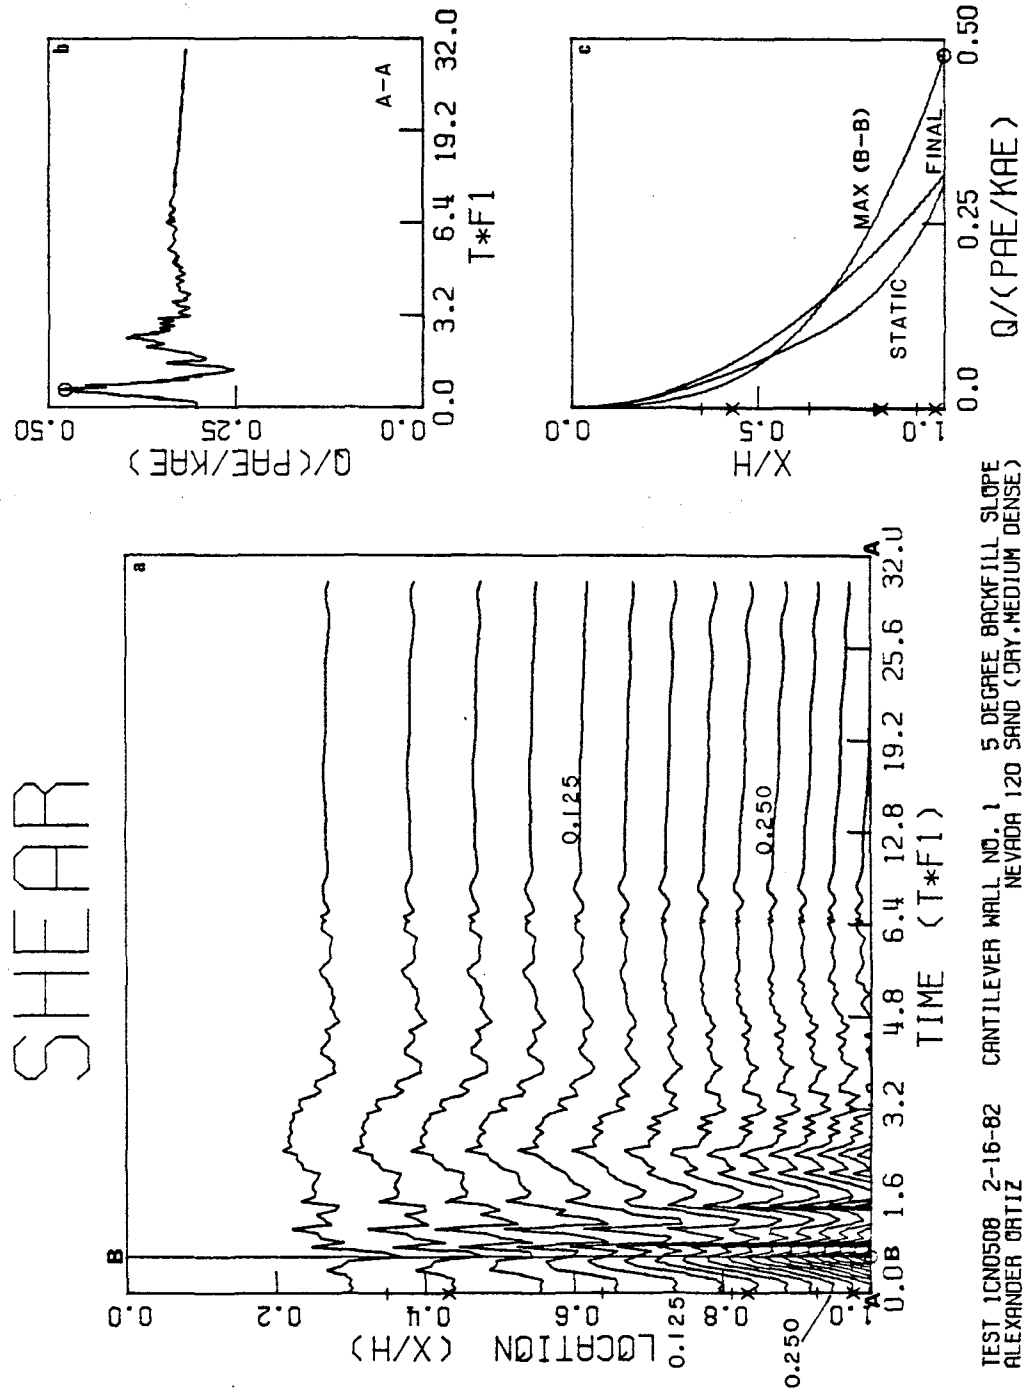 SHEAR
a
B
0.0
0.2
0.4
0.6
0.8
1.
LOCATION (X/H)
0.125
0.250
0.125
0.250
A
A
0.0B
1.6
3.2
4.8
6.4
12.8
19.2
25.6
32.0
TIME (T*F1)
b
0.50
0.25
0.0
Q/(PAE/KAE)
A-A
0.0
3.2
6.4
19.2
32.0
T*F1
c
0.0
0.5
1.0
X/H
STATIC
MAX (B-B)
FINAL
0.0
0.25
0.50
Q/(PAE/KAE)
TEST 1CN0508 2-16-82 CANTILEVER WALL NO. 1 5 DEGREE BACKFILL SLOPE
ALEXANDER ORTIZ NEVADA 120 SAND (DRY,MEDIUM DENSE)